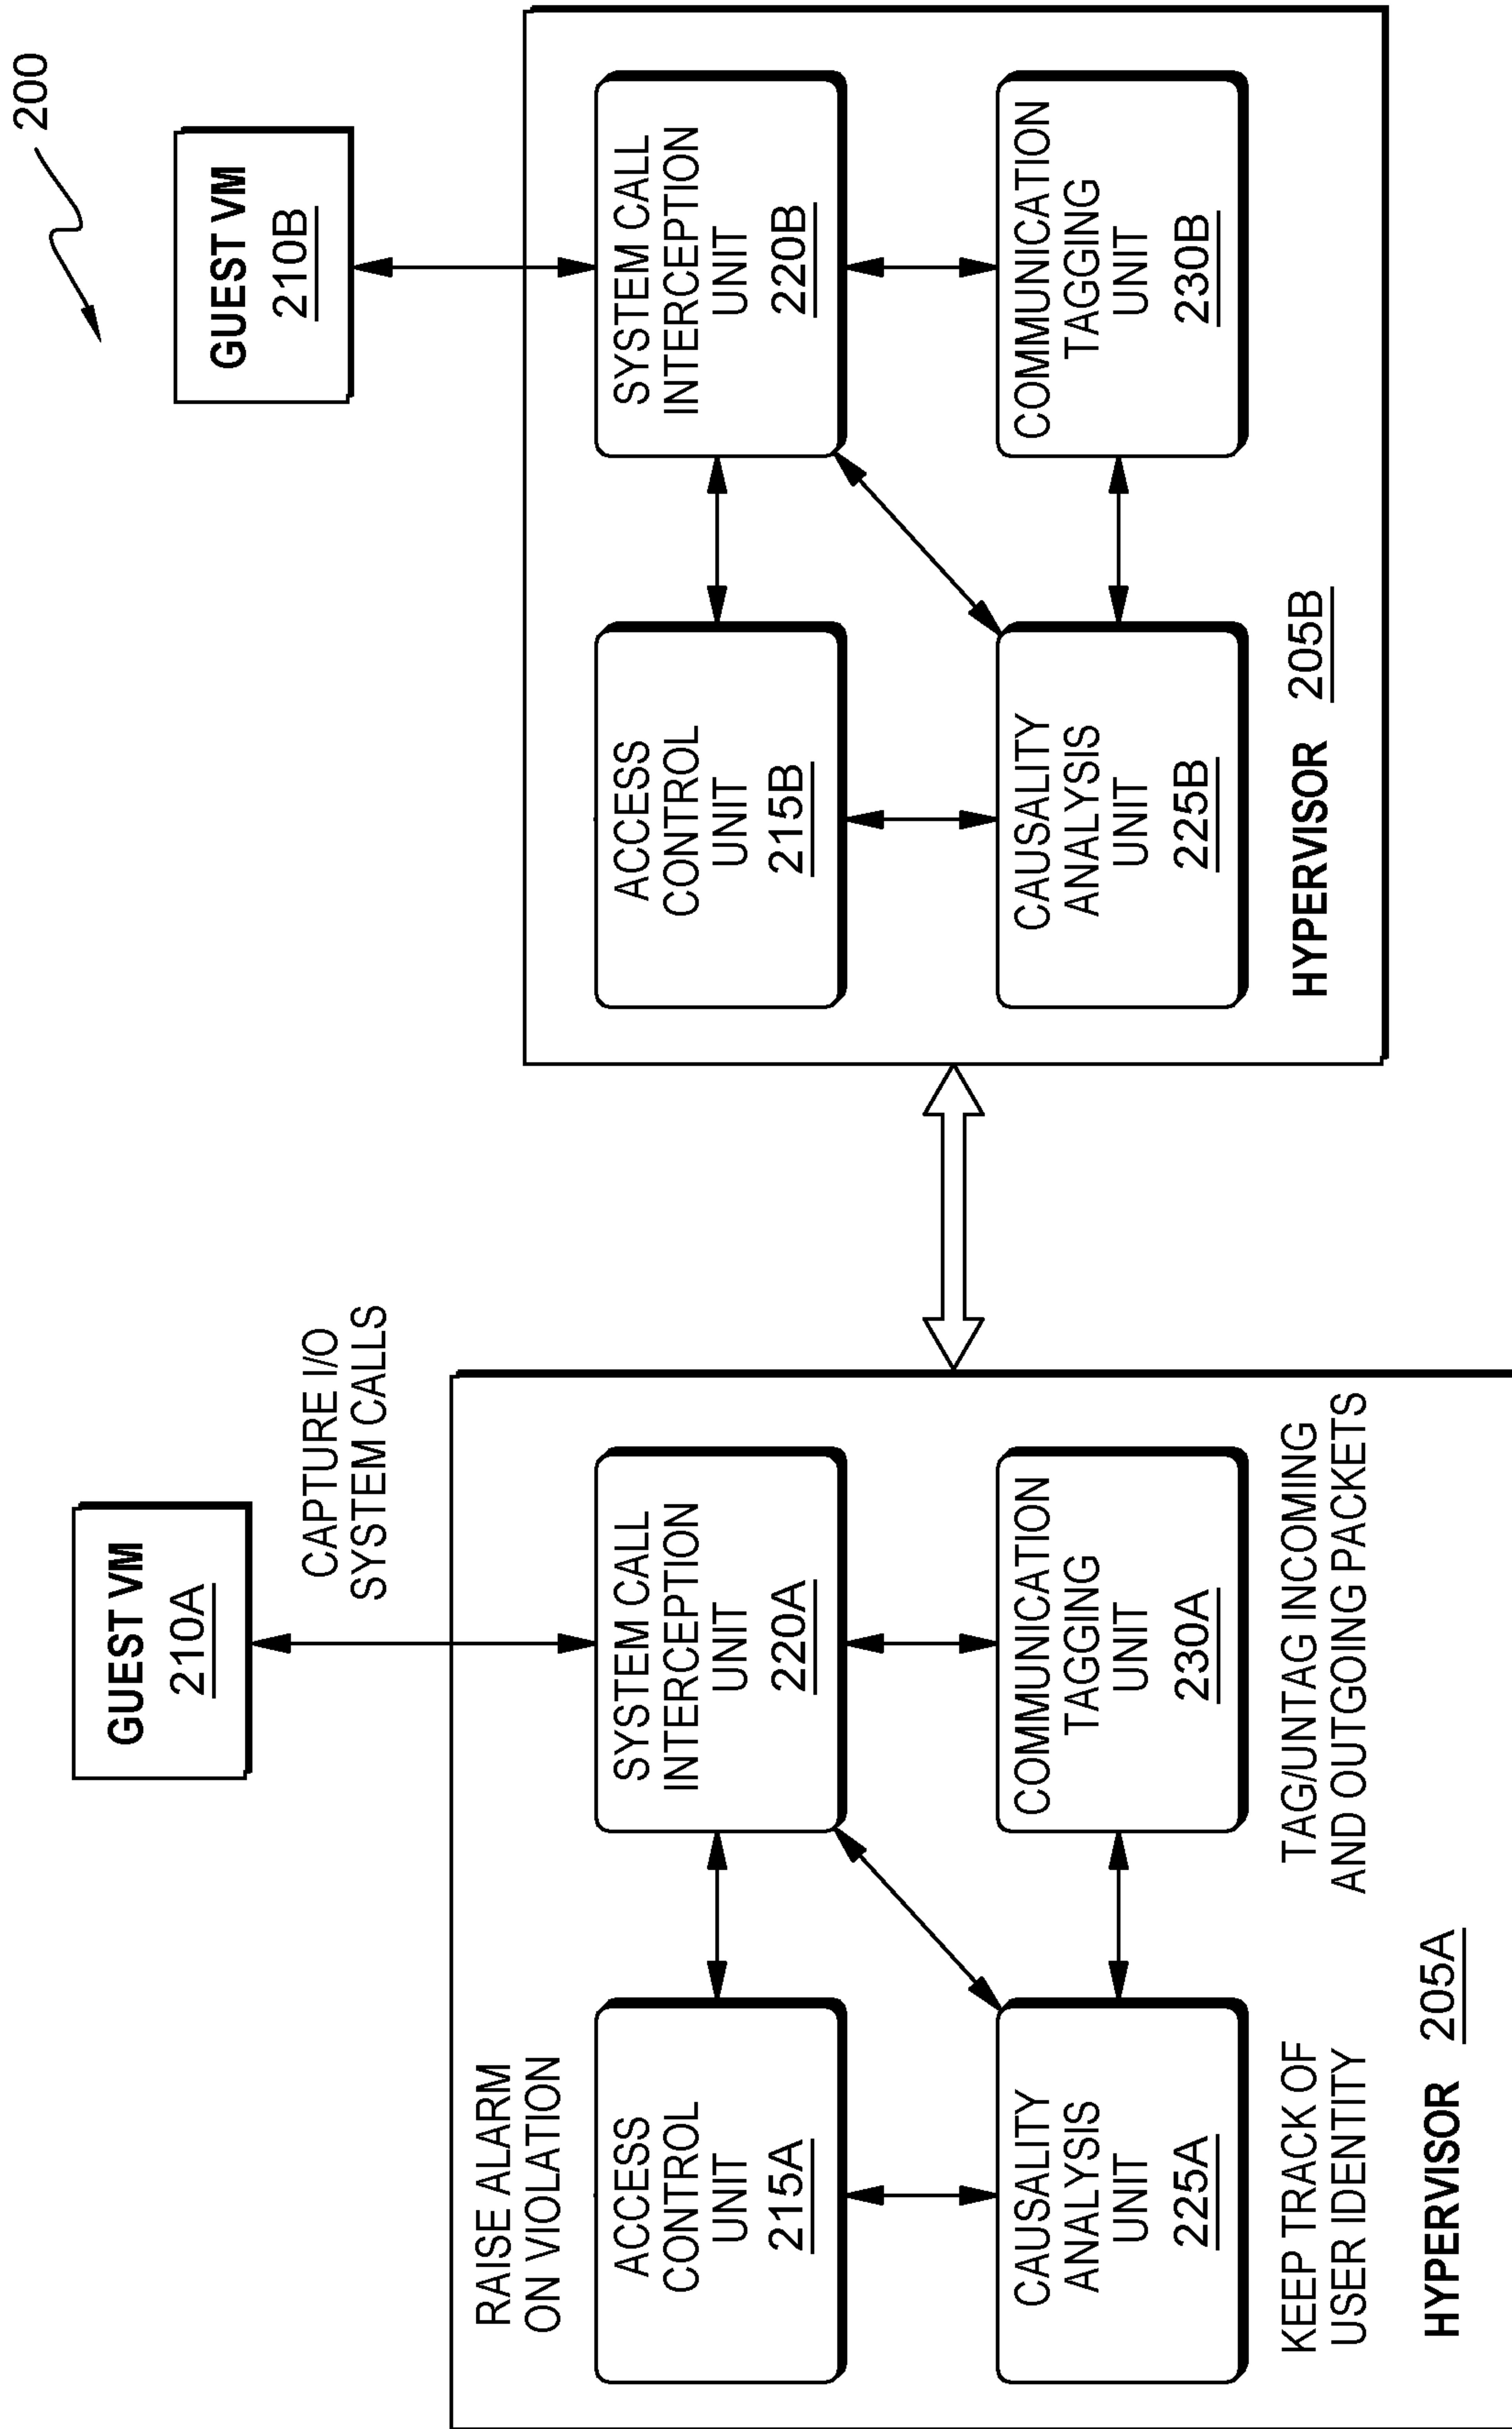 200
GUEST VM
210A
CAPTURE I/O
SYSTEM CALLS
RAISE ALARM
ON VIOLATION
ACCESS
CONTROL
UNIT
215A
SYSTEM CALL
INTERCEPTION
UNIT
220A
CAUSALITY
ANALYSIS
UNIT
225A
COMMUNICATION
TAGGING
UNIT
230A
KEEP TRACK OF
USER IDENTITY
TAG/UNTAG INCOMING
AND OUTGOING PACKETS
HYPERVISOR 205A
GUEST VM
210B
ACCESS
CONTROL
UNIT
215B
SYSTEM CALL
INTERCEPTION
UNIT
220B
CAUSALITY
ANALYSIS
UNIT
225B
COMMUNICATION
TAGGING
UNIT
230B
HYPERVISOR 205B